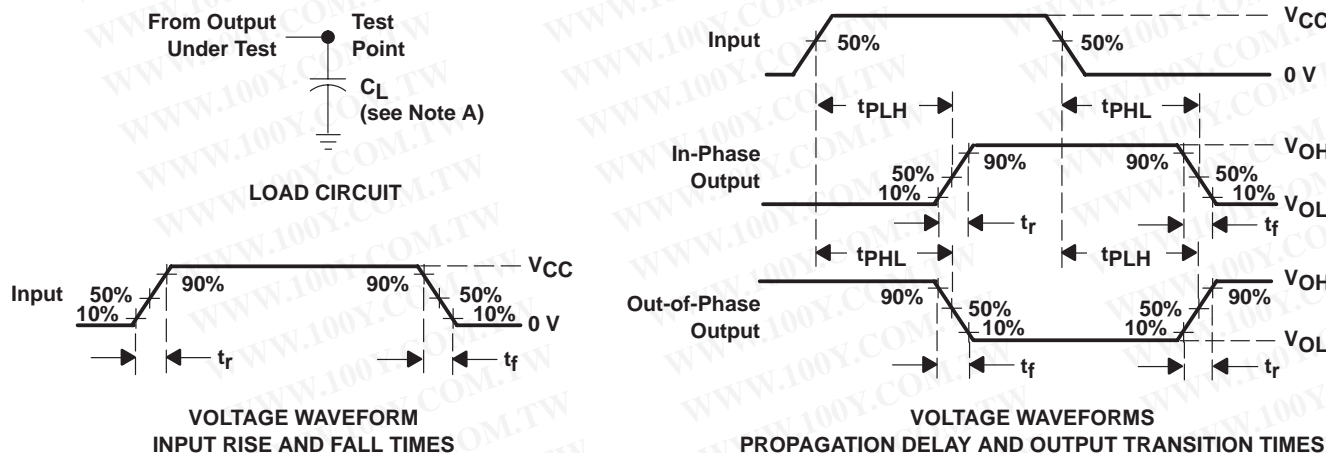 From Output
Under Test
Test
Point
CL
(see Note A)
LOAD CIRCUIT
Input
50%
10%
90%
90%
50%
10%
VCC
0 V
tr
tf
VOLTAGE WAVEFORM
INPUT RISE AND FALL TIMES
Input
50%
50%
VCC
0 V
tPLH
tPHL
In-Phase
Output
90%
50%
10%
90%
50%
10%
VOH
VOL
tr
tf
tPHL
tPLH
Out-of-Phase
Output
90%
50%
10%
50%
10%
90%
VOH
VOL
tf
tr
VOLTAGE WAVEFORMS
PROPAGATION DELAY AND OUTPUT TRANSITION TIMES
WWW.100Y.COM.TW